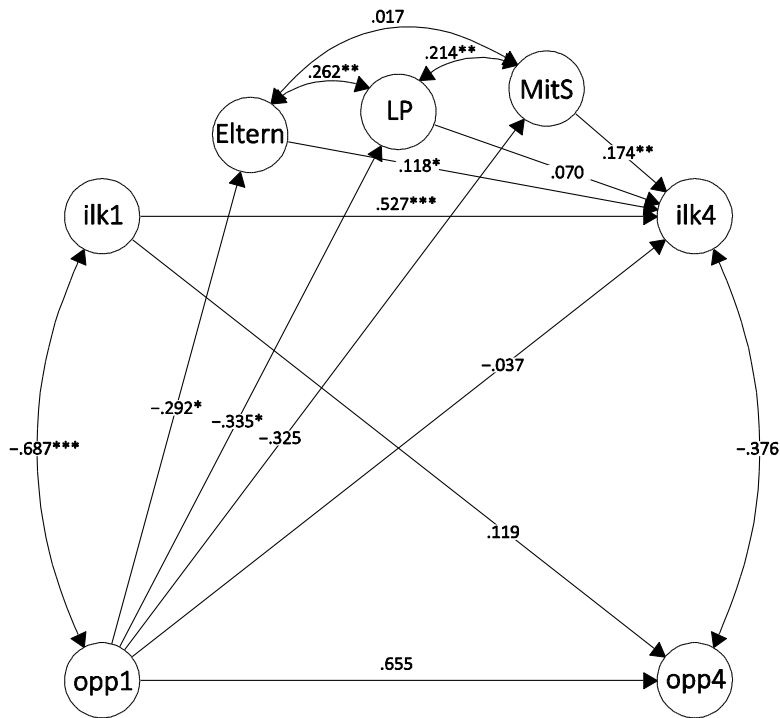 .017
.262**
.214**
MitS
LP
Eltern
.118*
.070
.174**
ilk1
.527***
ilk4
−.037
−.292*
−.335*
−.325
−.687***
−.376
.119
opp1
.655
opp4